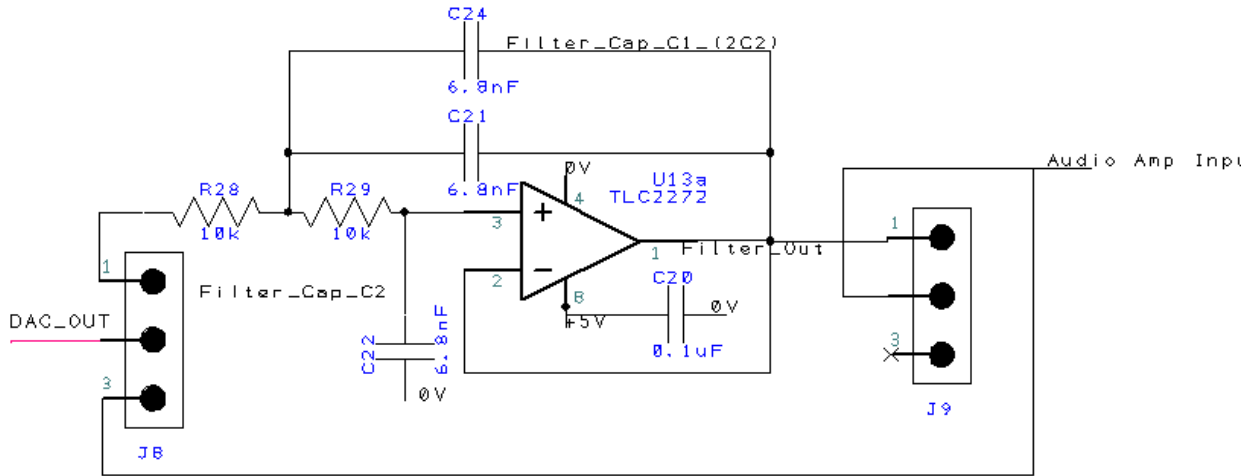 C24
Filter_Cap_C1_(2C2)
6.8nF
C21
6.8nF
0V
U13a
TLC2272
Audio Amp Inpu
R28
R29
10k
10k
3
+
4
2
−
1
Filter_Out
8
+5V
C20
0V
0.1uF
1
Filter_Cap_C2
DAC_OUT
3
J8
C22
6.8nF
0V
1
3
J9